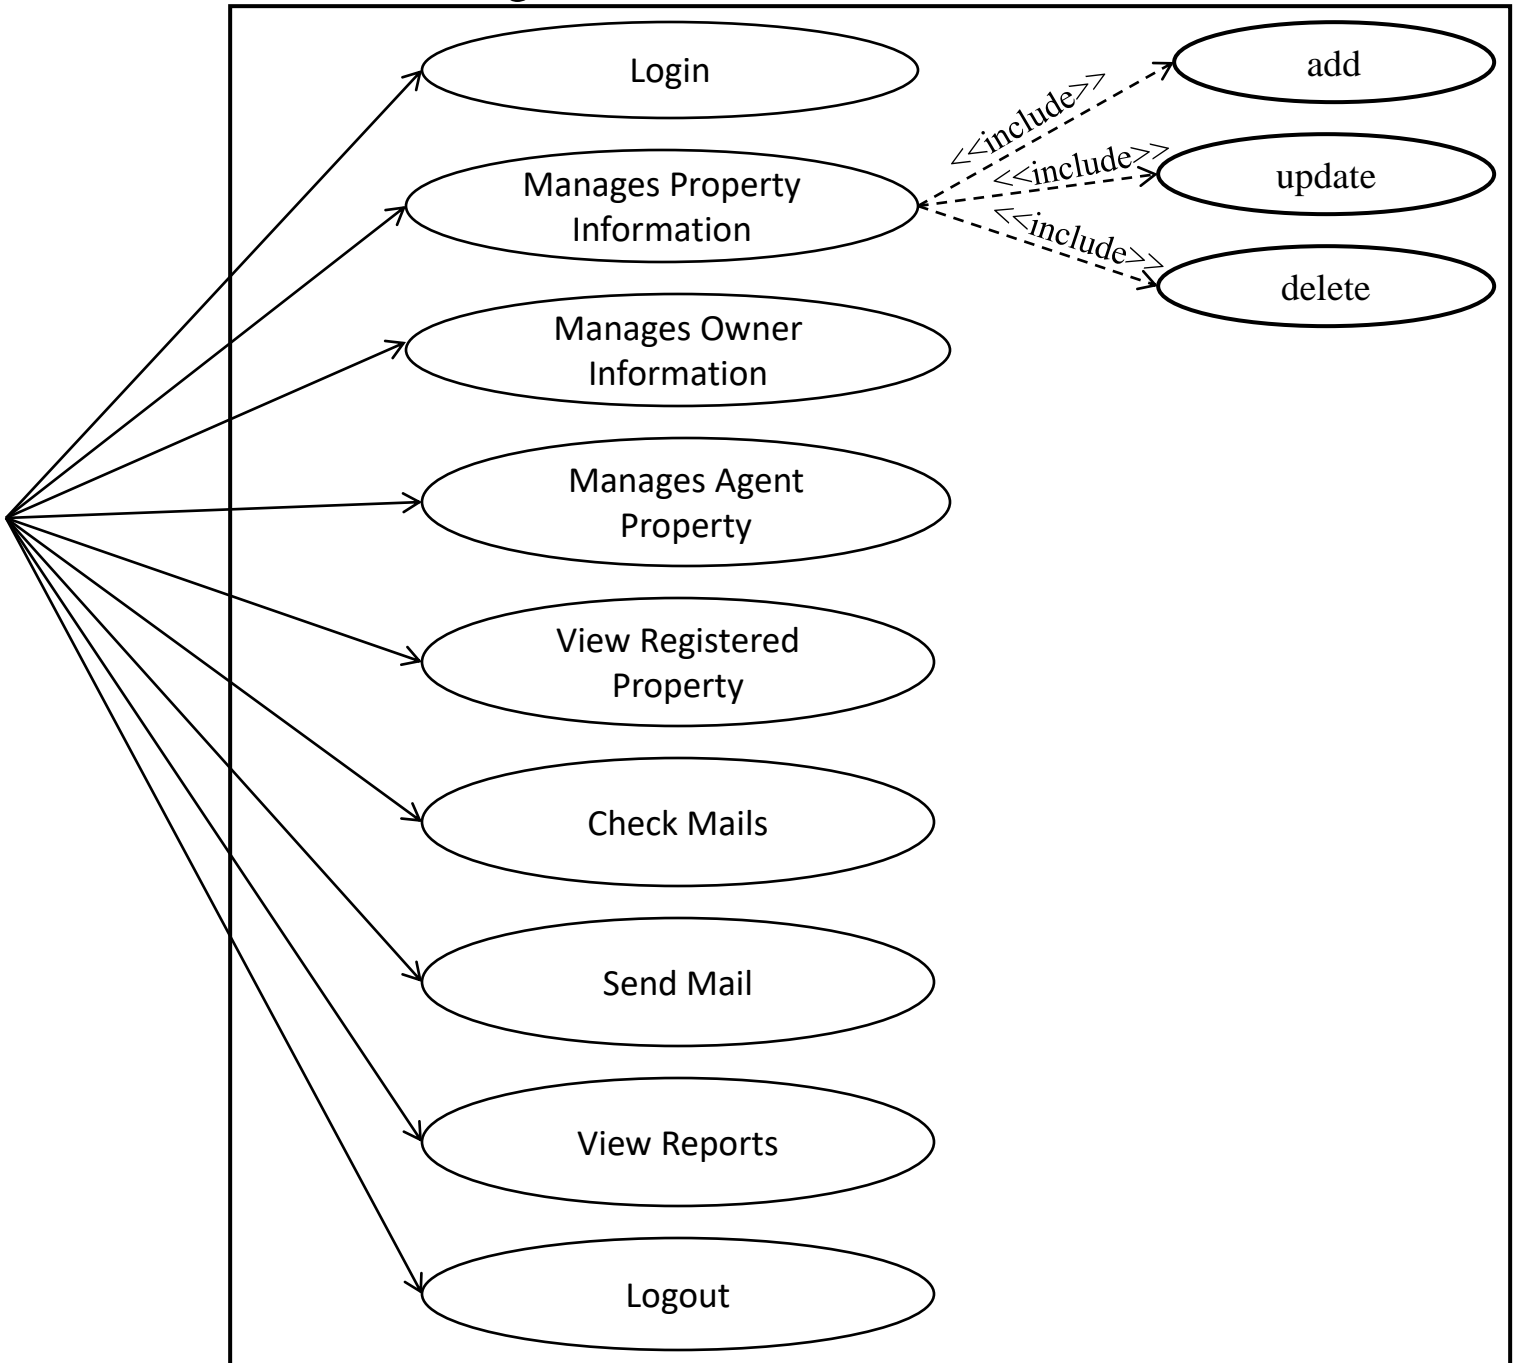 Login
Manages Property
Information
Manages Owner
Information
Manages Agent
Property
View Registered
Property
Check Mails
Send Mail
View Reports
Logout
<<include>>
<<include>>
<<include>>
add
update
delete